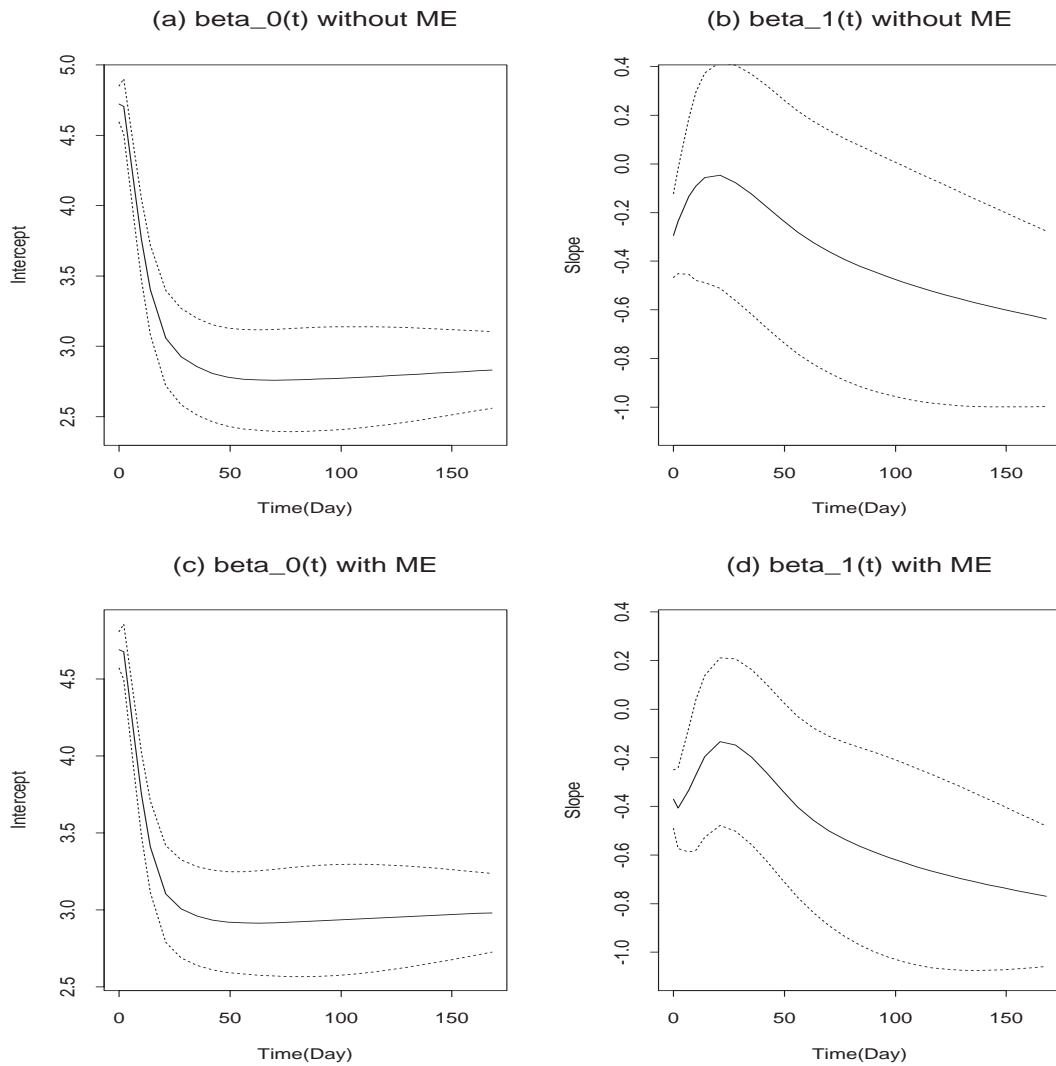 (a) beta_0(t) without ME
Intercept
5.0
4.5
4.0
3.5
3.0
2.5
0 50 100 150
Time(Day)
(b) beta_1(t) without ME
Slope
0.4
0.2
0.0
-0.2
-0.4
-0.6
-0.8
-1.0
0 50 100 150
Time(Day)
(c) beta_0(t) with ME
Intercept
4.5
4.0
3.5
3.0
2.5
0 50 100 150
Time(Day)
(d) beta_1(t) with ME
Slope
0.4
0.2
0.0
-0.2
-0.4
-0.6
-0.8
-1.0
0 50 100 150
Time(Day)